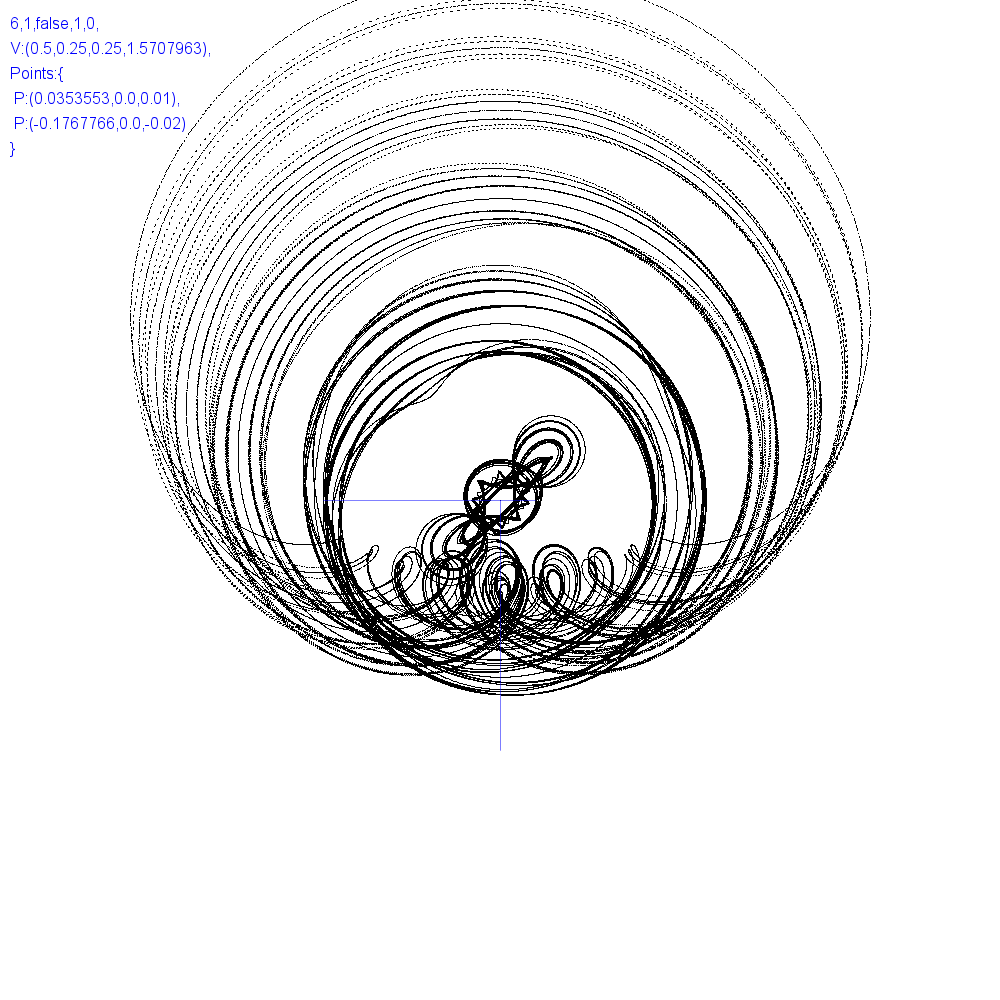 6,1,false,1,0,
V:(0.5,0.25,0.25,1.5707963),
Points:{
P:(0.0353553,0.0,0.01),
P:(-0.1767766,0.0,-0.02)
}